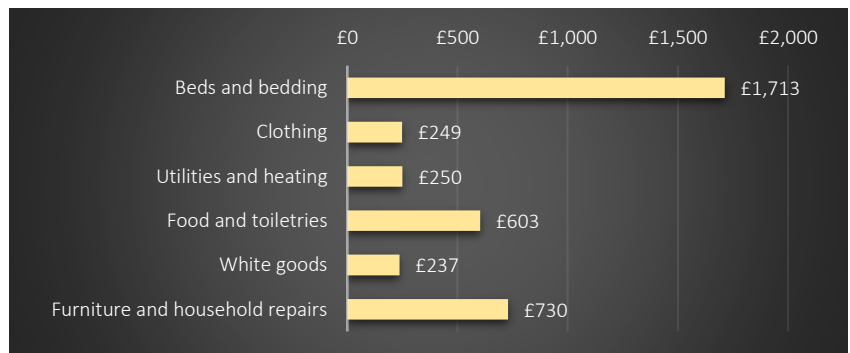 £0 £500 £1,000 £1,500 £2,000
Beds and bedding £1,713
Clothing £249
Utilities and heating £250
Food and toiletries £603
White goods £237
Furniture and household repairs £730